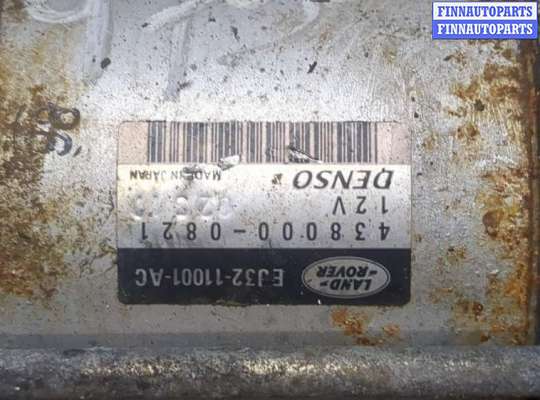 FINNAUTOPARTS
FINNAUTOPARTS
LAND-
ROVER
EJ32-11001-AC
438000-0821
12V
DENSO
MADE IN JAPAN